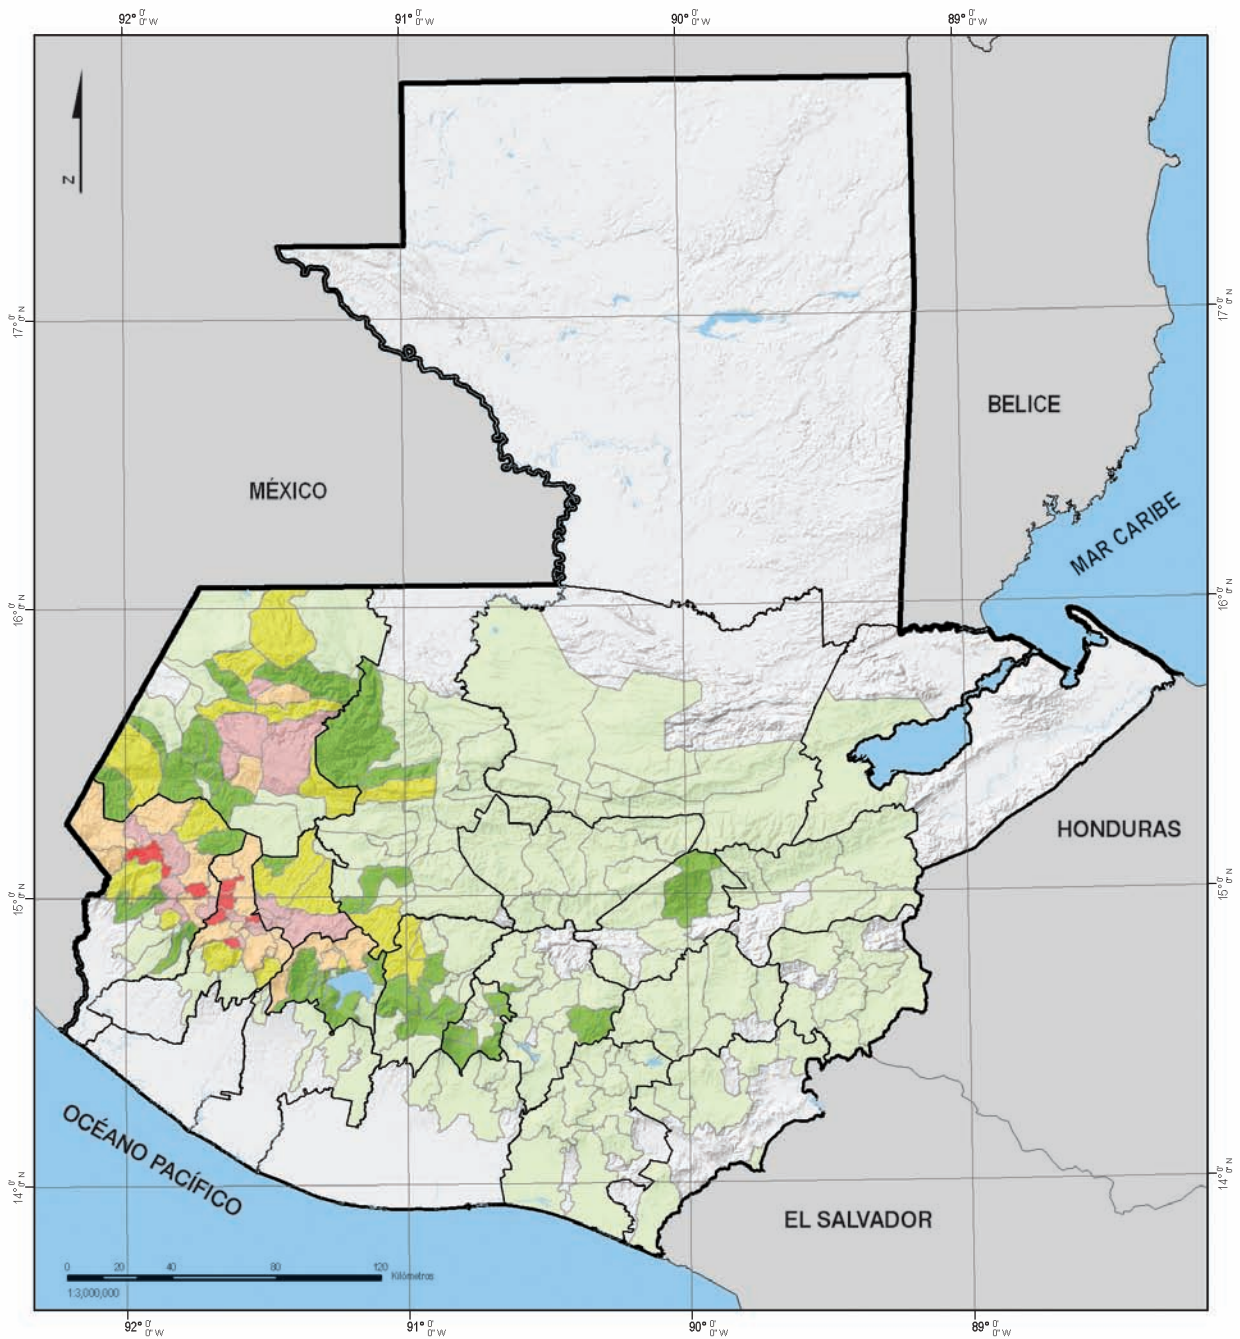 92° 0' 0" W
91° 0' 0" W
90° 0' 0" W
89° 0' 0" W
N
17° 0' 0" N
17° 0' 0" N
BELICE
MÉXICO
MAR CARIBE
16° 0' 0" N
16° 0' 0" N
HONDURAS
15° 0' 0" N
15° 0' 0" N
OCÉANO PACÍFICO
14° 0' 0" N
14° 0' 0" N
EL SALVADOR
0 20 40 80 120
Kilómetros
1:3,000,000
92° 0' 0" W
91° 0' 0" W
90° 0' 0" W
89° 0' 0" W